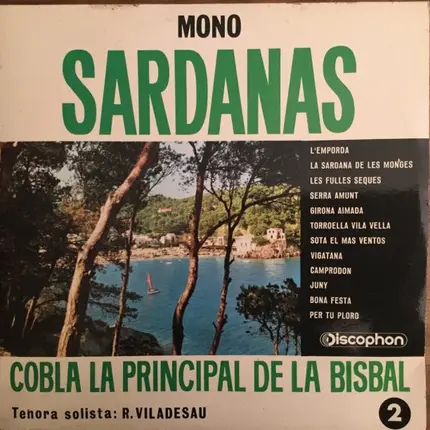 MONO
SARDANAS
L'EMPORDA
LA SARDANA DE LES MONGES
LES FULLES SEQUES
SERRA AMUNT
GIRONA AIMADA
TORROELLA VILA VELLA
SOTA EL MAS VENTOS
VIGATANA
CAMPRODON
JUNY
BONA FESTA
PER TU PLORO
Discophon
COBLA LA PRINCIPAL DE LA BISBAL
Tenora solista: R. VILADESAU
2